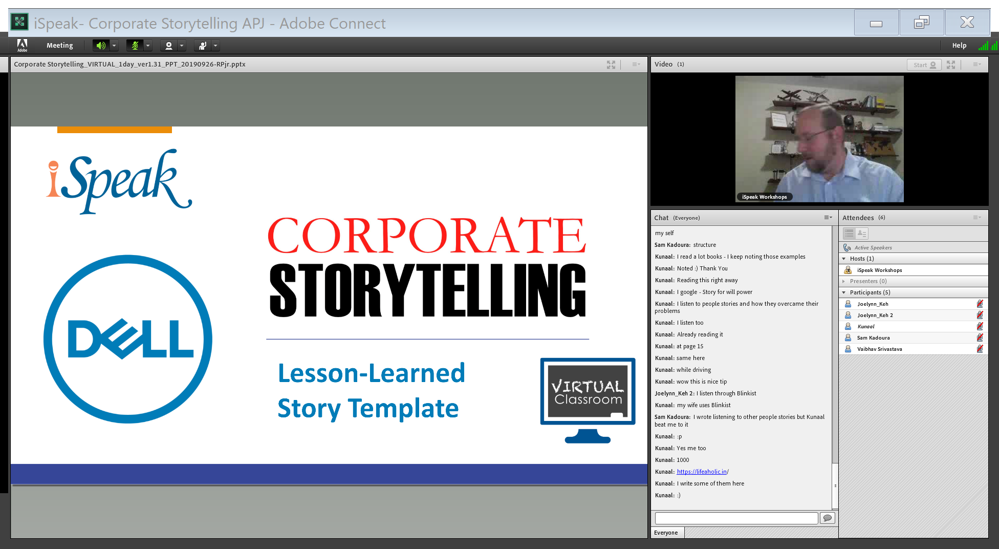 iSpeak- Corporate Storytelling APJ - Adobe Connect
Adobe
Meeting
Help
Corporate Storytelling_VIRTUAL_1day_ver1.31_PPT_20190926-RPjr.pptx
iSpeak
DELL
CORPORATE
STORYTELLING
Lesson-Learned
Story Template
VIRTUAL
Classroom
Video (1)
Start
iSpeak Workshops
Chat (Everyone)
my self
Sam Kadoura: structure
Kunaal: I read a lot books - I keep noting those examples
Kunaal: Noted :) Thank You
Kunaal: Reading this right away
Kunaal: I google - Story for will power
Kunaal: I listen to people stories and how they overcame their
problems
Kunaal: I listen too
Kunaal: Already reading it
Kunaal: at page 15
Kunaal: same here
Kunaal: while driving
Kunaal: wow this is nice tip
Joelynn_Keh 2: I listen through Blinkist
Kunaal: my wife uses Blinkist
Sam Kadoura: I wrote listening to other people stories but Kunaal
beat me to it
Kunaal: :p
Kunaal: Yes me too
Kunaal: 1000
Kunaal: https://lifeaholic.in/
Kunaal: I write some of them here
Kunaal: :)
Everyone
Attendees (6)
Active Speakers
Hosts (1)
iSpeak Workshops
Presenters (0)
Participants (5)
Joelynn_Keh
Joelynn_Keh 2
Kunaal
Sam Kadoura
Vaibhav Srivastava